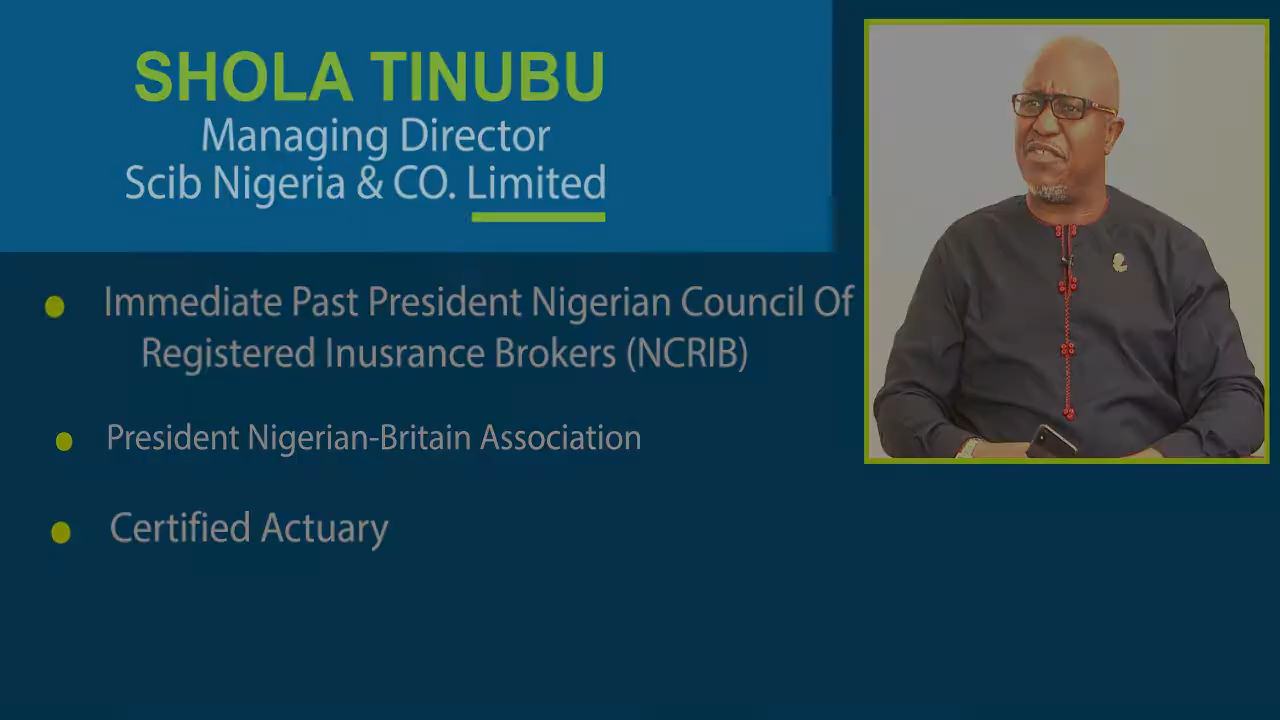 SHOLA TINUBU
Managing Director
Scib Nigeria & CO. Limited
Immediate Past President Nigerian Council Of
Registered Inusrance Brokers (NCRIB)
President Nigerian-Britain Association
Certified Actuary